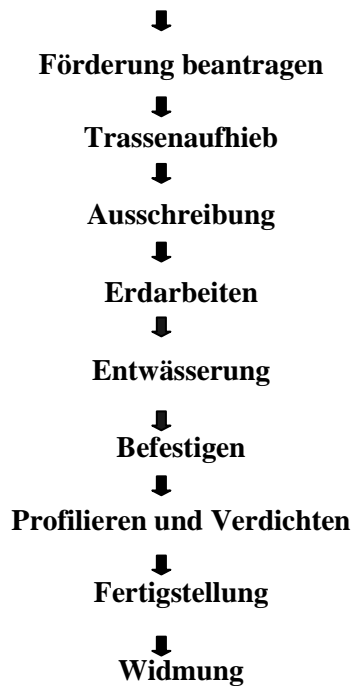 Förderung beantragen
Trassenaufhieb
Ausschreibung
Erdarbeiten
Entwässerung
Befestigen
Profilieren und Verdichten
Fertigstellung
Widmung